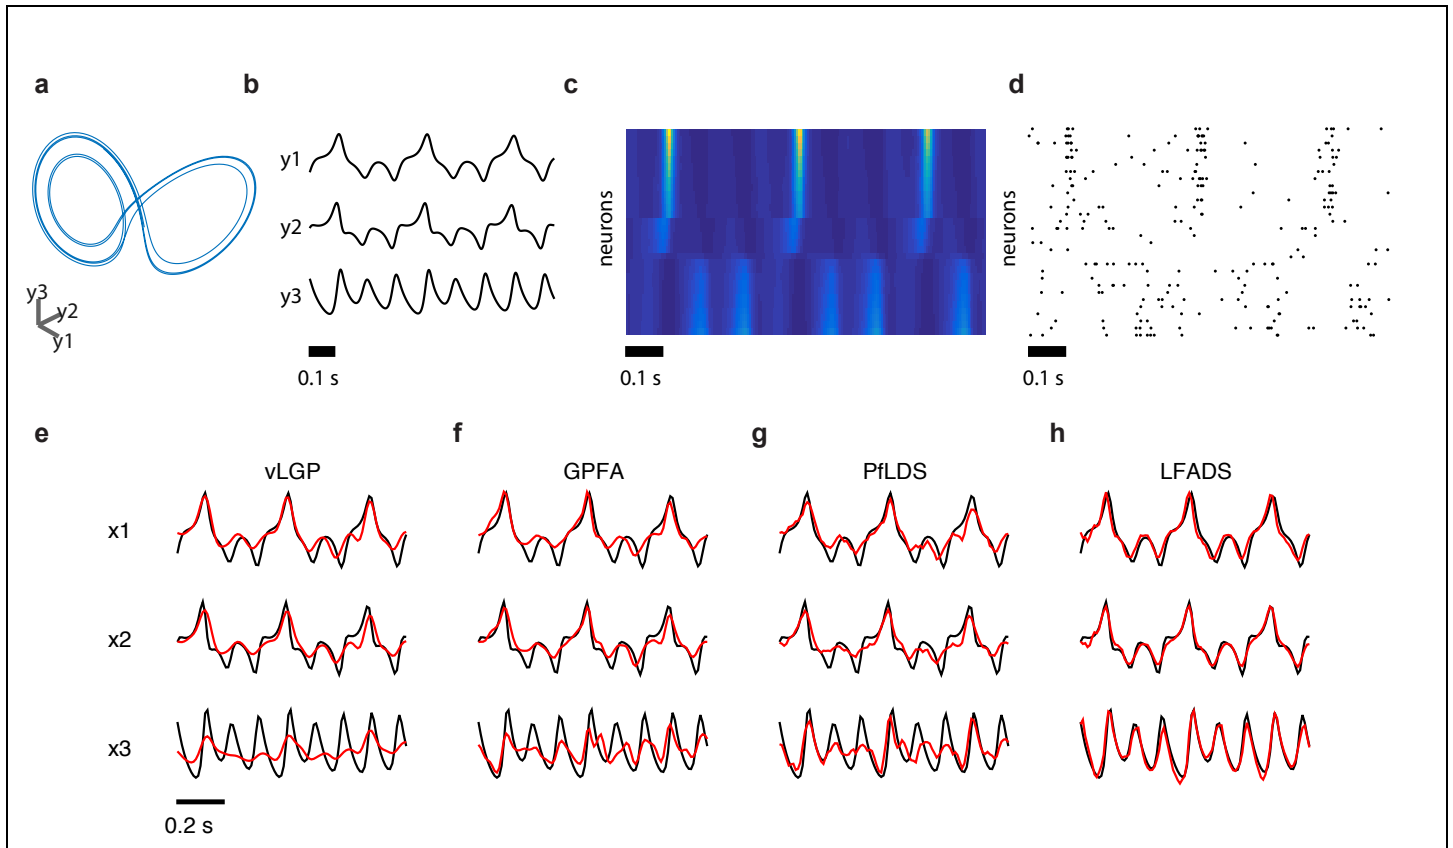 a
b
c
d
y1
y2
y3
neurons
neurons
y3
y2
y1
0.1 s
0.1 s
0.1 s
e
f
g
h
vLGP
GPFA
PfLDS
LFADS
x1
x2
x3
0.2 s